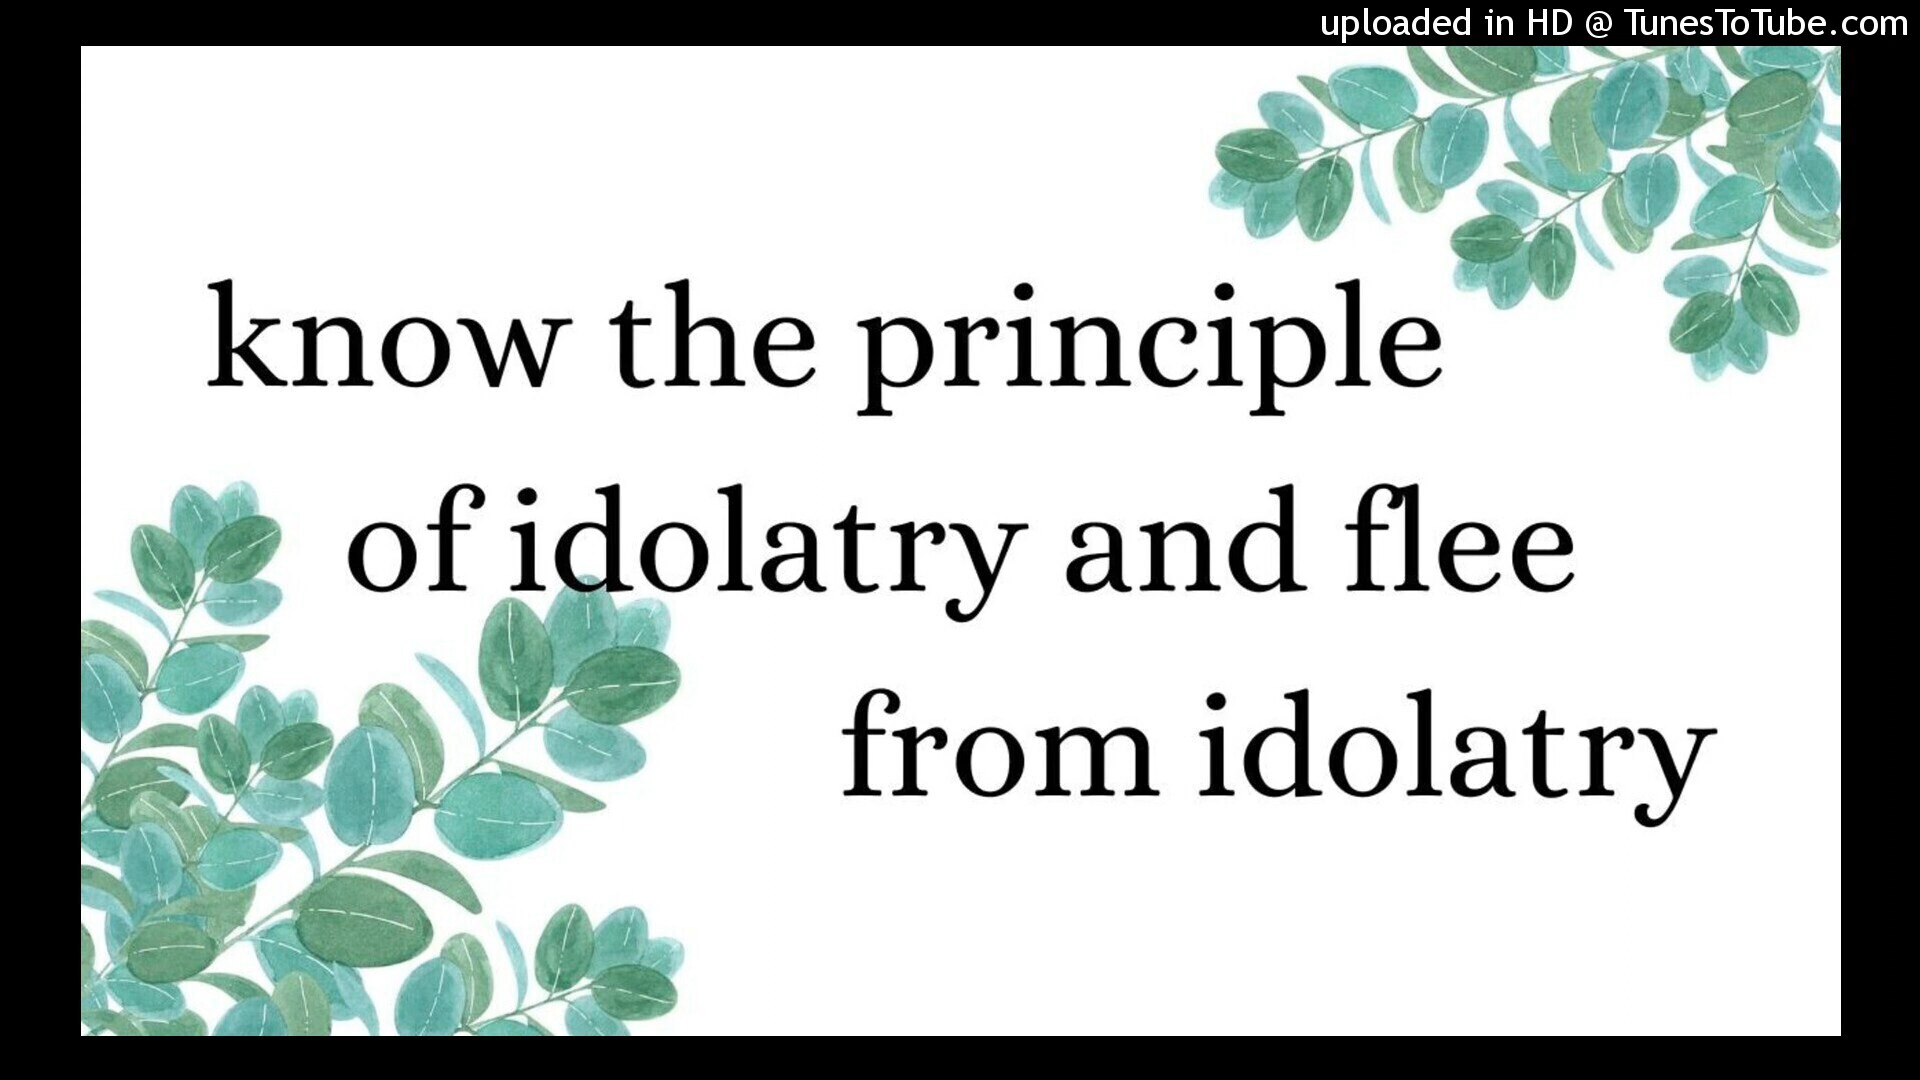 uploaded in HD @ TunesToTube.com
know the principle
of idolatry and flee
from idolatry